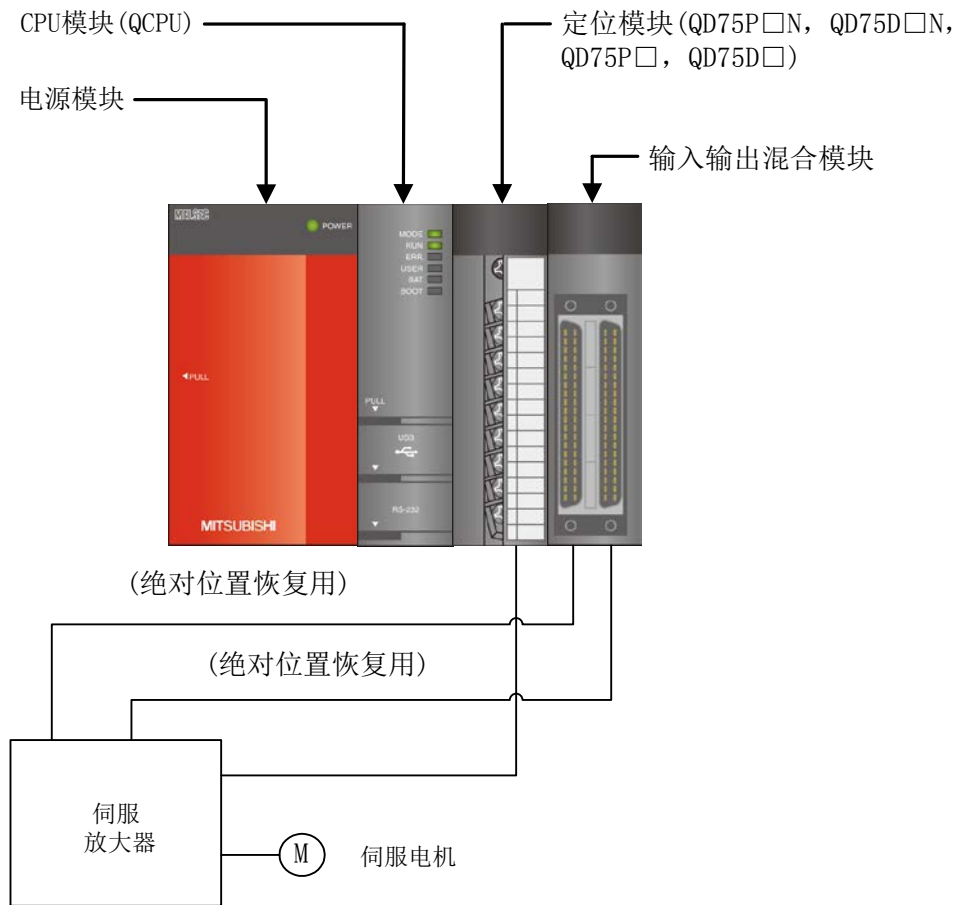 CPU模块(QCPU)
定位模块(QD75P□N，QD75D□N，
QD75P□，QD75D□)
电源模块
输入输出混合模块
MELSEC
POWER
MODE
RUN
ERR.
USER
BAT
BOOT
◀PULL
PULL
▼
USB
▼
RS-232
▼
MITSUBISHI
(绝对位置恢复用)
(绝对位置恢复用)
伺服
放大器
M
伺服电机